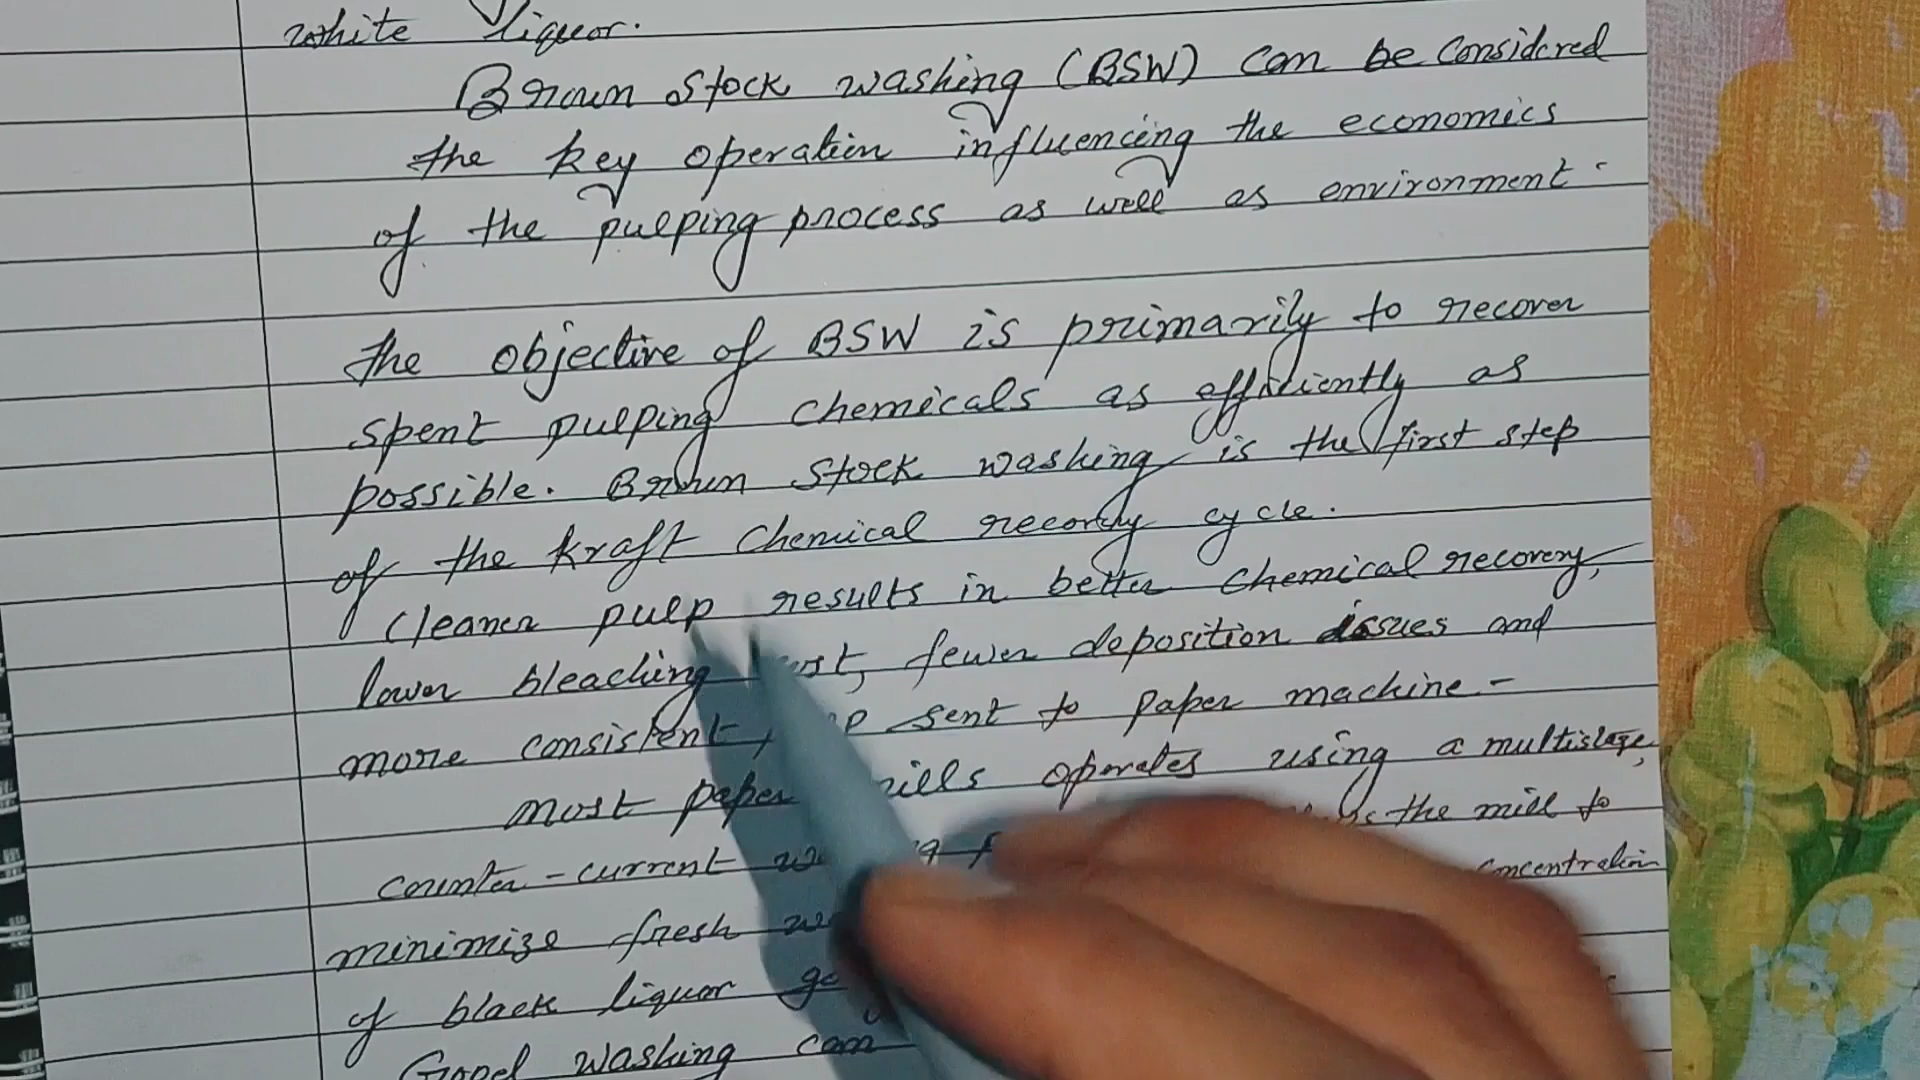 white liquor.
Brown stock washing (BSW) can be considered
the key operation influencing the economics
of the pulping process as well as environment.
the objective of BSW is primarily to recover
spent pulping chemicals as efficiently as
possible. Brown stock washing is the first step
of the kraft chemical recovery cycle.
cleaner pulp results in better chemical recovery,
lower bleaching cost, fewer deposition issues and
more consistent sent to paper machine.
most paper mills operates using a multistage,
counter-current the mill to
minimize fresh concentration
of black liquor
Good washing can